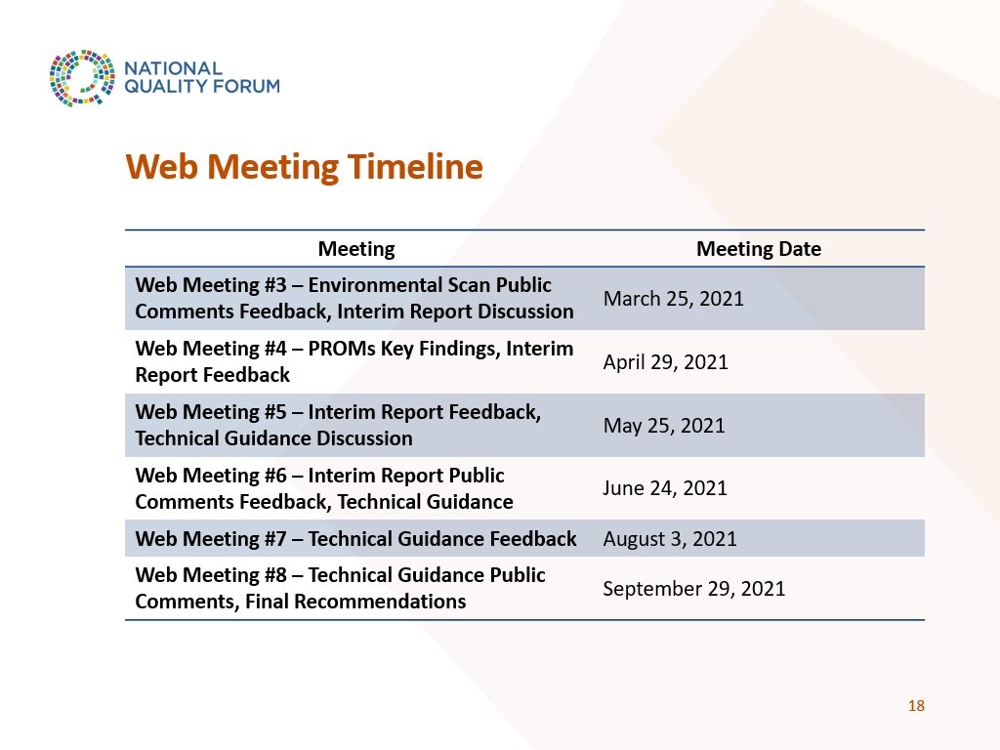 NATIONAL
QUALITY FORUM
Web Meeting Timeline
Meeting Meeting Date
Web Meeting #3 – Environmental Scan Public
Comments Feedback, Interim Report Discussion
March 25, 2021
Web Meeting #4 – PROMs Key Findings, Interim
Report Feedback
April 29, 2021
Web Meeting #5 – Interim Report Feedback,
Technical Guidance Discussion
May 25, 2021
Web Meeting #6 – Interim Report Public
Comments Feedback, Technical Guidance
June 24, 2021
Web Meeting #7 – Technical Guidance Feedback August 3, 2021
Web Meeting #8 – Technical Guidance Public
Comments, Final Recommendations
September 29, 2021
18